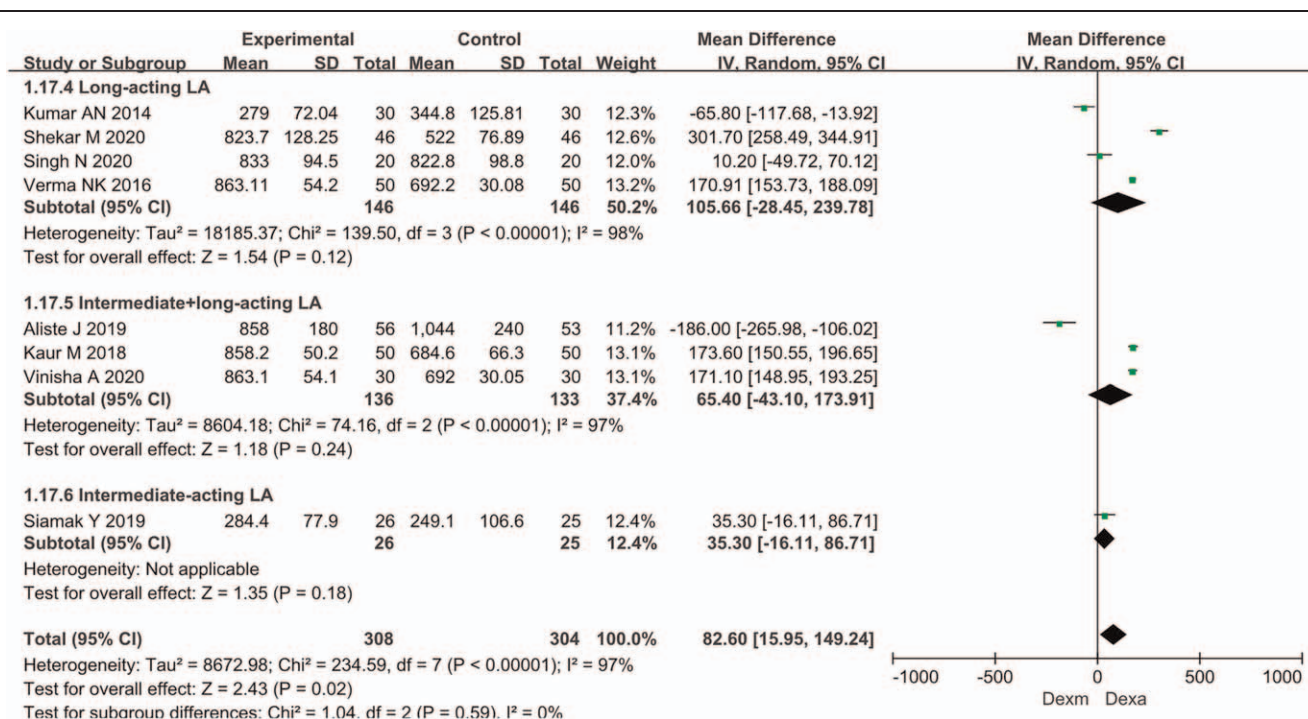 Experimental Control Mean Difference Mean Difference
Study or Subgroup Mean SD Total Mean SD Total Weight IV, Random, 95% CI IV, Random, 95% CI
1.17.4 Long-acting LA
Kumar AN 2014 279 72.04 30 344.8 125.81 30 12.3% -65.80 [-117.68, -13.92]
Shekar M 2020 823.7 128.25 46 522 76.89 46 12.6% 301.70 [258.49, 344.91]
Singh N 2020 833 94.5 20 822.8 98.8 20 12.0% 10.20 [-49.72, 70.12]
Verma NK 2016 863.11 54.2 50 692.2 30.08 50 13.2% 170.91 [153.73, 188.09]
Subtotal (95% CI) 146 146 50.2% 105.66 [-28.45, 239.78]
Heterogeneity: Tau² = 18185.37; Chi² = 139.50, df = 3 (P < 0.00001); I² = 98%
Test for overall effect: Z = 1.54 (P = 0.12)
1.17.5 Intermediate+long-acting LA
Aliste J 2019 858 180 56 1,044 240 53 11.2% -186.00 [-265.98, -106.02]
Kaur M 2018 858.2 50.2 50 684.6 66.3 50 13.1% 173.60 [150.55, 196.65]
Vinisha A 2020 863.1 54.1 30 692 30.05 30 13.1% 171.10 [148.95, 193.25]
Subtotal (95% CI) 136 133 37.4% 65.40 [-43.10, 173.91]
Heterogeneity: Tau² = 8604.18; Chi² = 74.16, df = 2 (P < 0.00001); I² = 97%
Test for overall effect: Z = 1.18 (P = 0.24)
1.17.6 Intermediate-acting LA
Siamak Y 2019 284.4 77.9 26 249.1 106.6 25 12.4% 35.30 [-16.11, 86.71]
Subtotal (95% CI) 26 25 12.4% 35.30 [-16.11, 86.71]
Heterogeneity: Not applicable
Test for overall effect: Z = 1.35 (P = 0.18)
Total (95% CI) 308 304 100.0% 82.60 [15.95, 149.24]
Heterogeneity: Tau² = 8672.98; Chi² = 234.59, df = 7 (P < 0.00001); I² = 97%
Test for overall effect: Z = 2.43 (P = 0.02)
Test for subgroup differences: Chi² = 1.04, df = 2 (P = 0.59), I² = 0%
-1000 -500 0 500 1000
Dexm Dexa